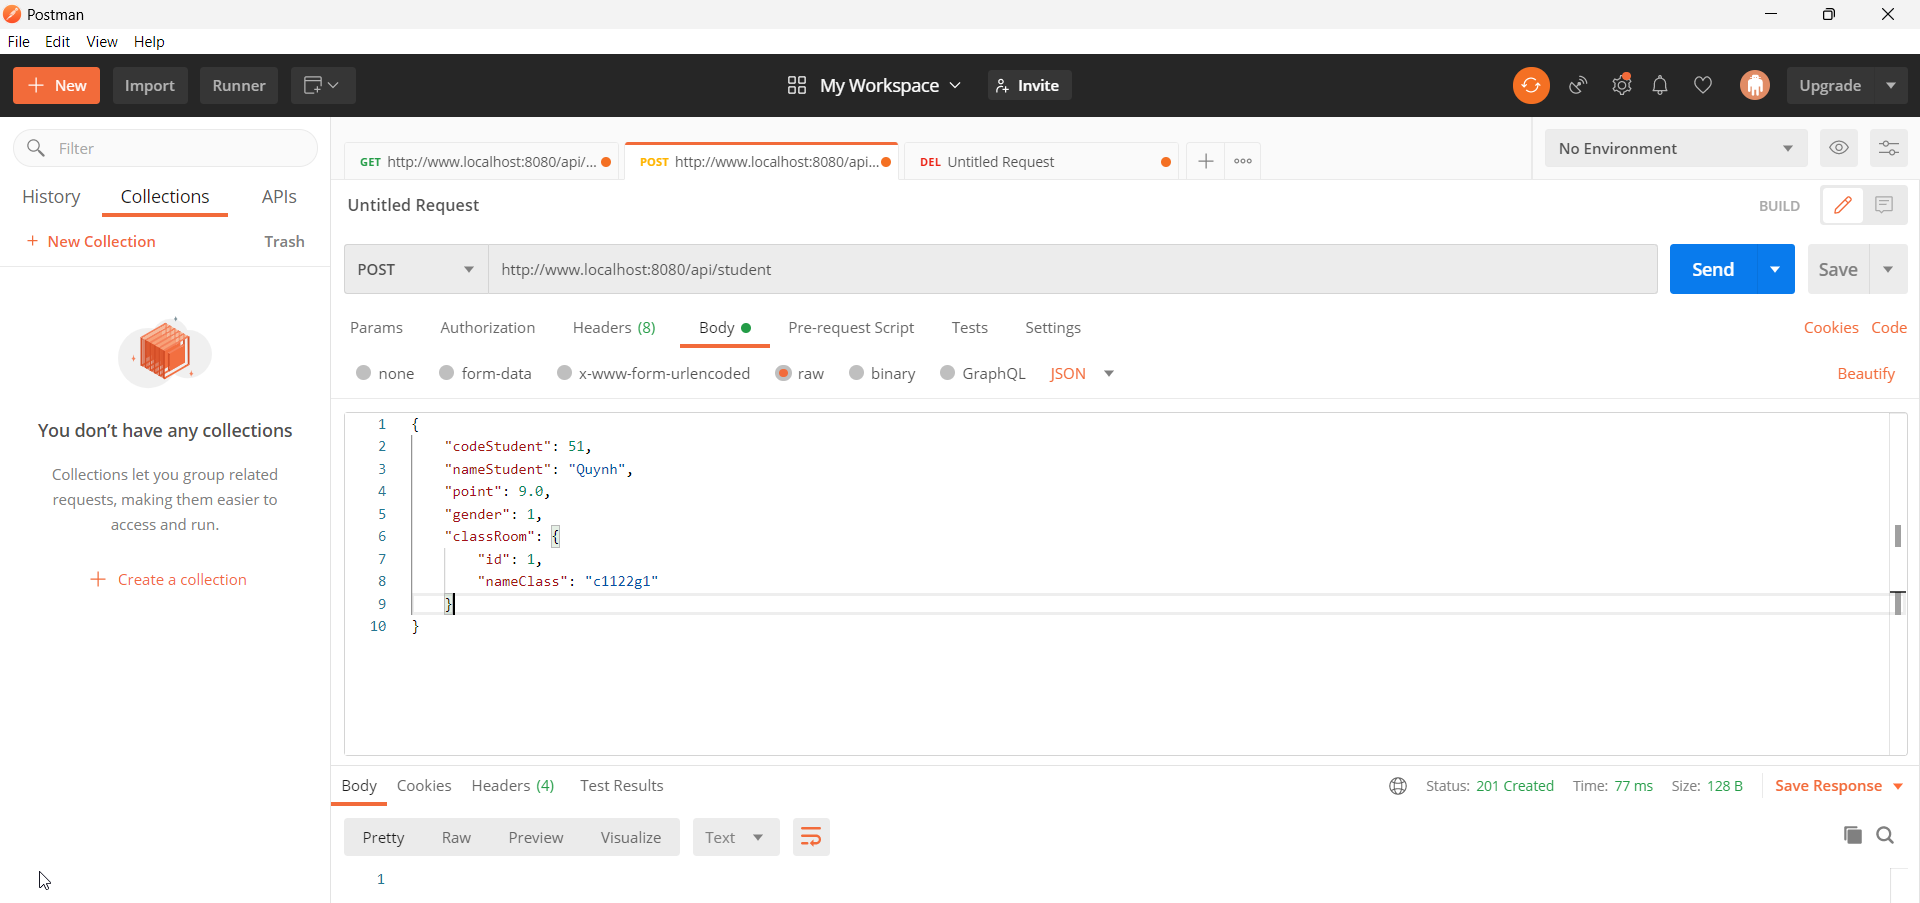 Postman
File Edit View Help
New Import Runner My Workspace Invite Upgrade
Filter
History Collections APIs
New Collection Trash
You don't have any collections
Collections let you group related
requests, making them easier to
access and run.
Create a collection
GET http://www.localhost:8080/api/... POST http://www.localhost:8080/api... DEL Untitled Request
No Environment
Untitled Request BUILD
POST http://www.localhost:8080/api/student Send Save
Params Authorization Headers (8) Body Pre-request Script Tests Settings Cookies Code
none form-data x-www-form-urlencoded raw binary GraphQL JSON Beautify
1 {
2 "codeStudent": 51,
3 "nameStudent": "Quynh",
4 "point": 9.0,
5 "gender": 1,
6 "classRoom": {
7 "id": 1,
8 "nameClass": "c1122g1"
9 }
10 }
Body Cookies Headers (4) Test Results Status: 201 Created Time: 77 ms Size: 128 B Save Response
Pretty Raw Preview Visualize Text
1